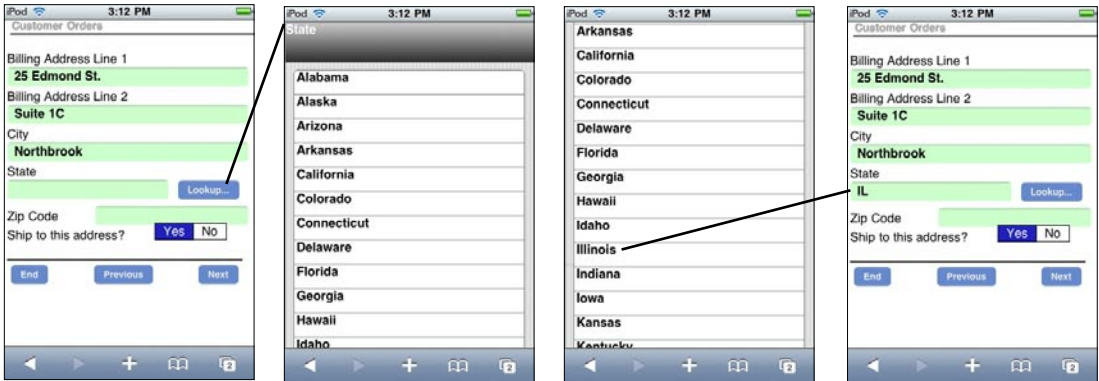 iPod 3:12 PM
Customer Orders
Billing Address Line 1
25 Edmond St.
Billing Address Line 2
Suite 1C
City
Northbrook
State
Lookup...
Zip Code
Ship to this address? Yes No
End Previous Next
2
iPod 3:12 PM
State
Alabama
Alaska
Arizona
Arkansas
California
Colorado
Connecticut
Delaware
Florida
Georgia
Hawaii
Idaho
2
iPod 3:12 PM
Arkansas
California
Colorado
Connecticut
Delaware
Florida
Georgia
Hawaii
Idaho
Illinois
Indiana
Iowa
Kansas
Kentucky
2
iPod 3:12 PM
Customer Orders
Billing Address Line 1
25 Edmond St.
Billing Address Line 2
Suite 1C
City
Northbrook
State
IL Lookup...
Zip Code
Ship to this address? Yes No
End Previous Next
2